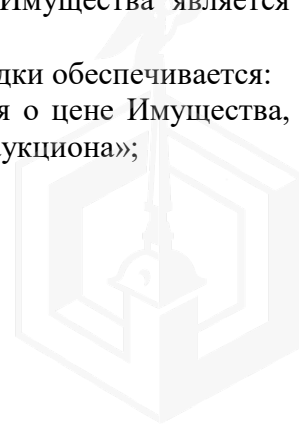 Имущества является
дки обеспечивается:
я о цене Имущества,
укциона»;